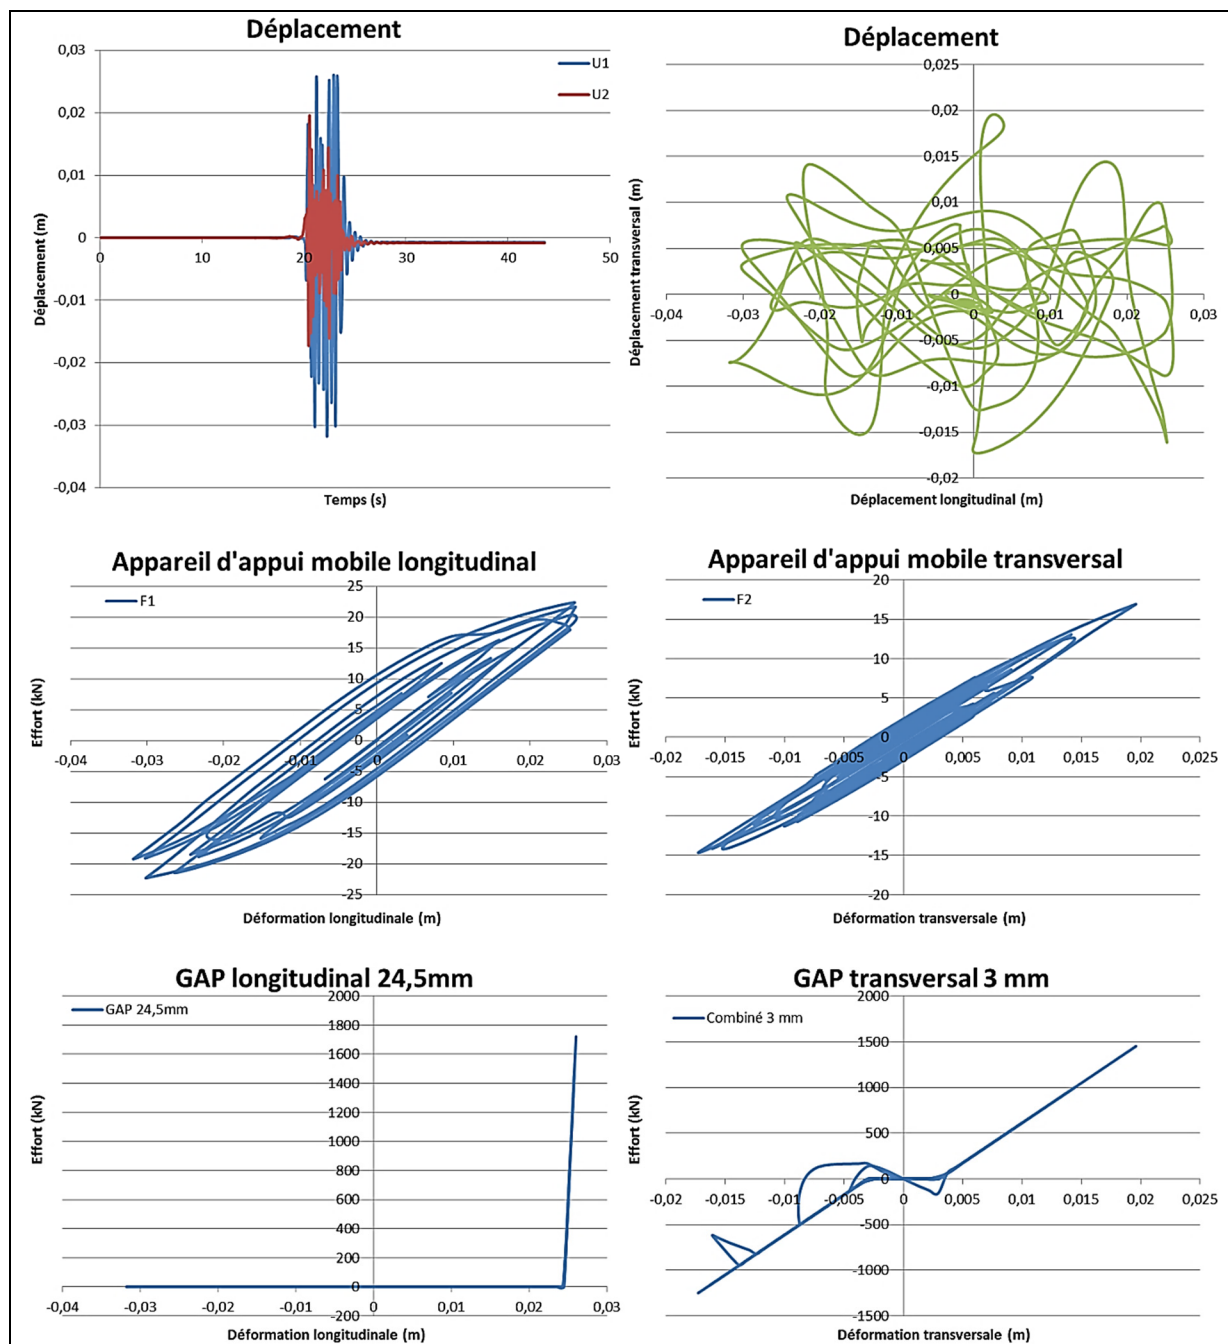 Déplacement
0,03
0,02
0,01
0
-0,01
-0,02
-0,03
-0,04
0 10 20 30 40 50
U1
U2
Déplacement (m)
Temps (s)
Déplacement
0,025
0,02
0,015
0,01
0,005
0
-0,005
-0,01
-0,015
-0,02
-0,04 -0,03 -0,02 -0,01 0 0,01 0,02 0,03
Déplacement transversal (m)
Déplacement longitudinal (m)
Appareil d'appui mobile longitudinal
25
20
15
10
5
0
-5
-10
-15
-20
-25
-0,04 -0,03 -0,02 -0,01 0 0,01 0,02 0,03
F1
Effort (kN)
Déformation longitudinale (m)
Appareil d'appui mobile transversal
20
15
10
5
0
-5
-10
-15
-20
-0,02 -0,015 -0,01 -0,005 0 0,005 0,01 0,015 0,02 0,025
F2
Effort (kN)
Déformation transversale (m)
GAP longitudinal 24,5mm
2000
1800
1600
1400
1200
1000
800
600
400
200
0
-200
-0,04 -0,03 -0,02 -0,01 0 0,01 0,02 0,03
GAP 24,5mm
Effort (kN)
Déformation longitudinale (m)
GAP transversal 3 mm
2000
1500
1000
500
0
-500
-1000
-1500
-0,02 -0,015 -0,01 -0,005 0 0,005 0,01 0,015 0,02 0,025
Combiné 3 mm
Effort (kN)
Déformation transversale (m)